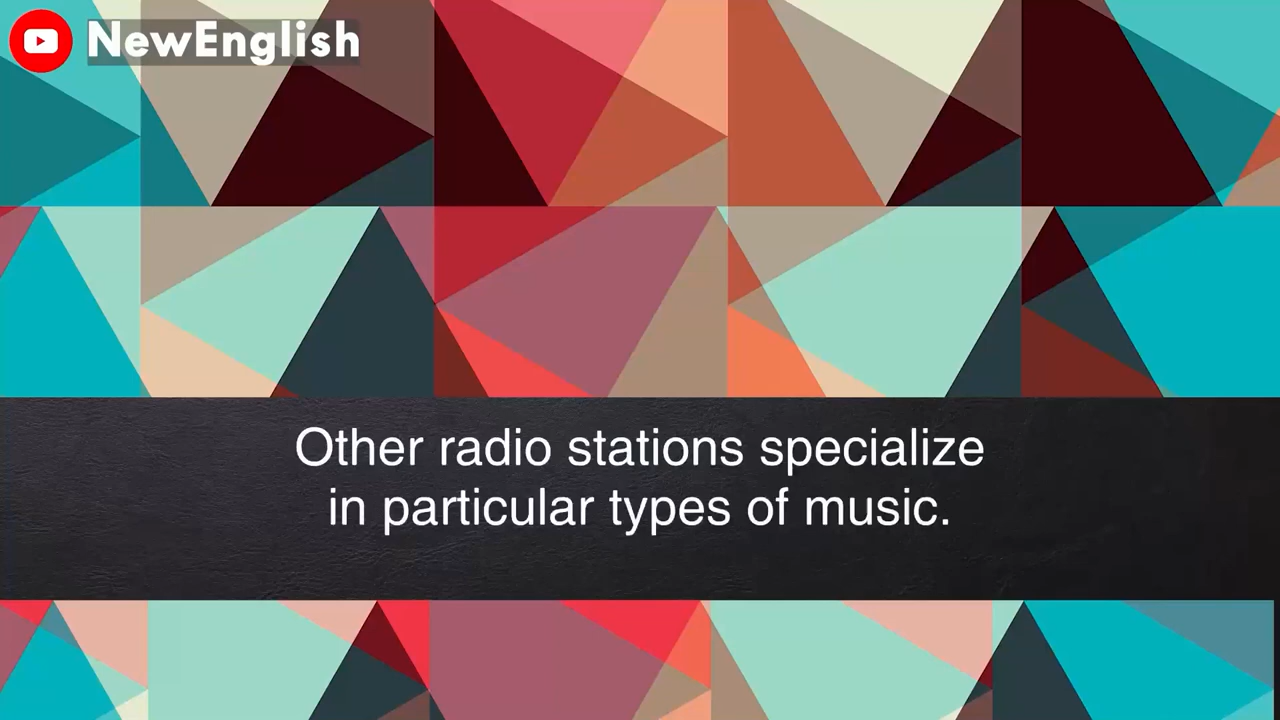 NewEnglish
Other radio stations specialize
in particular types of music.